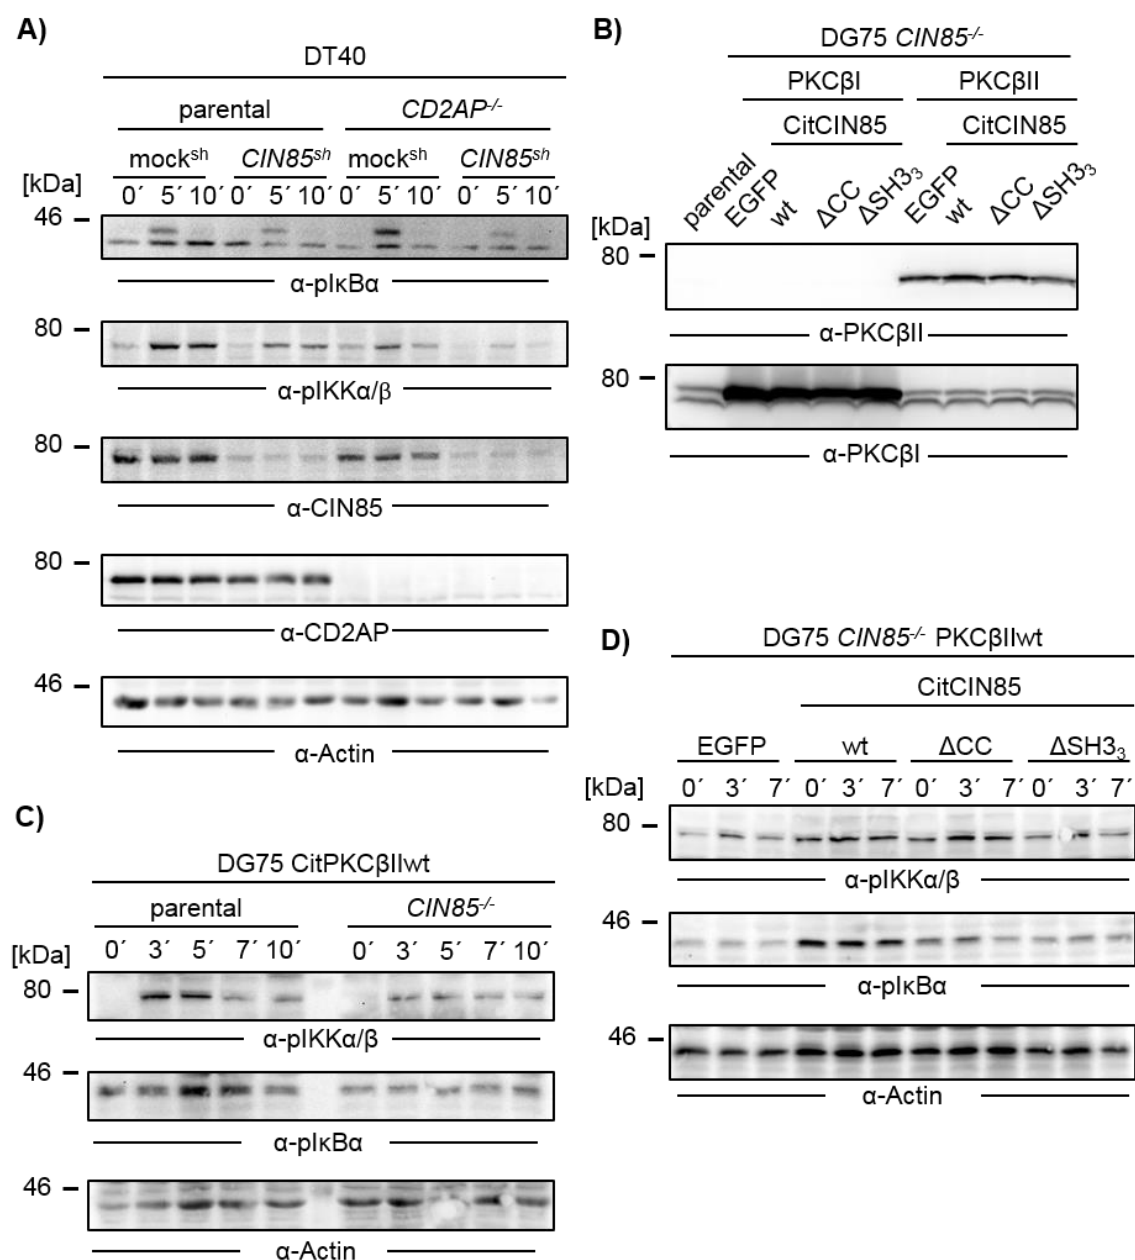 A)
DT40
parental CD2AP-/-
mocksh CIN85sh mocksh CIN85sh
[kDa] 0´ 5´ 10´ 0´ 5´ 10´ 0´ 5´ 10´ 0´ 5´ 10´
46
α-pIκBα
80
α-pIKKα/β
80
α-CIN85
80
α-CD2AP
46
α-Actin
B)
DG75 CIN85-/-
PKCβI PKCβII
CitCIN85 CitCIN85
parental EGFP wt ΔCC ΔSH3₃ EGFP wt ΔCC ΔSH3₃
[kDa]
80
α-PKCβII
80
α-PKCβI
C)
DG75 CitPKCβIIwt
parental CIN85-/-
[kDa] 0´ 3´ 5´ 7´ 10´ 0´ 3´ 5´ 7´ 10´
80
α-pIKKα/β
46
α-pIκBα
46
α-Actin
D)
DG75 CIN85-/- PKCβIIwt
CitCIN85
EGFP wt ΔCC ΔSH3₃
[kDa] 0´ 3´ 7´ 0´ 3´ 7´ 0´ 3´ 7´ 0´ 3´ 7´
80
α-pIKKα/β
46
α-pIκBα
46
α-Actin